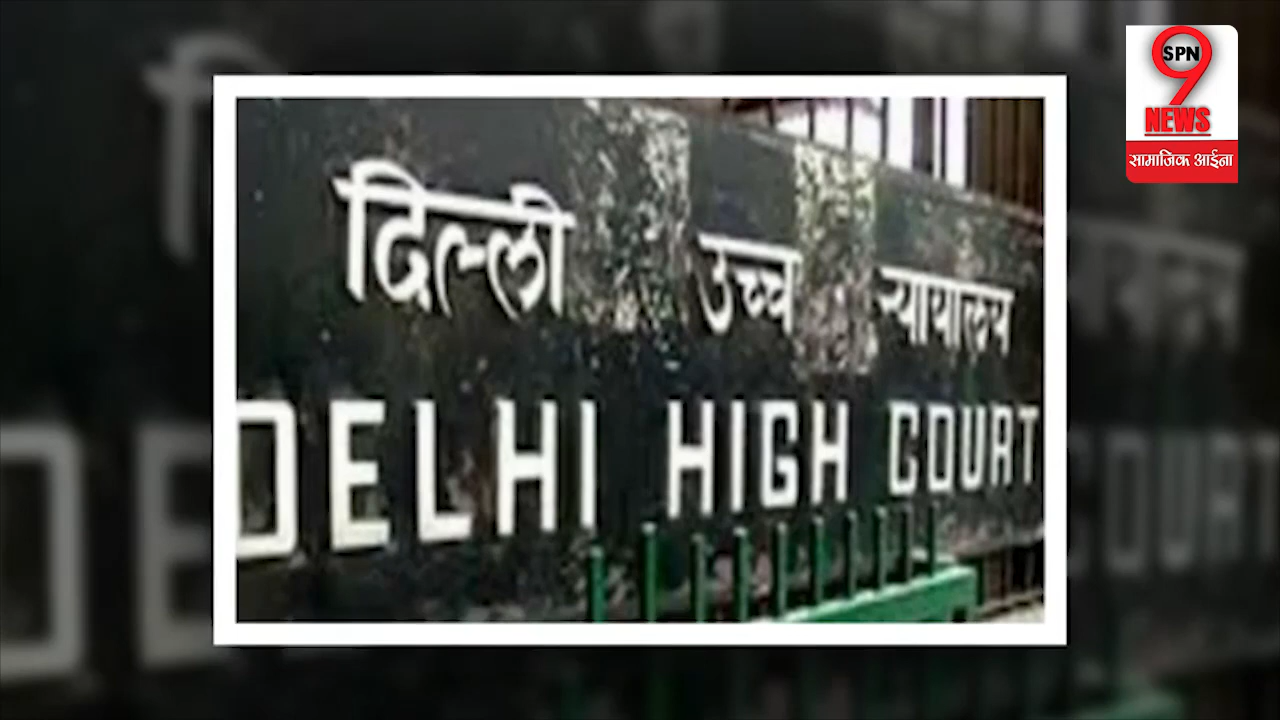 SPN
9
NEWS
सामाजिक आईना
दिल्ली उच्च न्यायालय
DELHI HIGH COURT